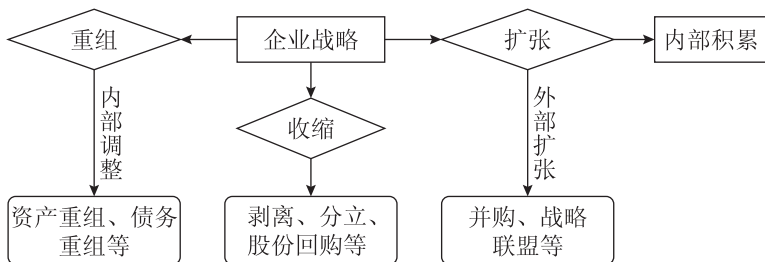 重组
企业战略
扩张
内部积累
内部调整
收缩
外部扩张
资产重组、债务
重组等
剥离、分立、
股份回购等
并购、战略
联盟等